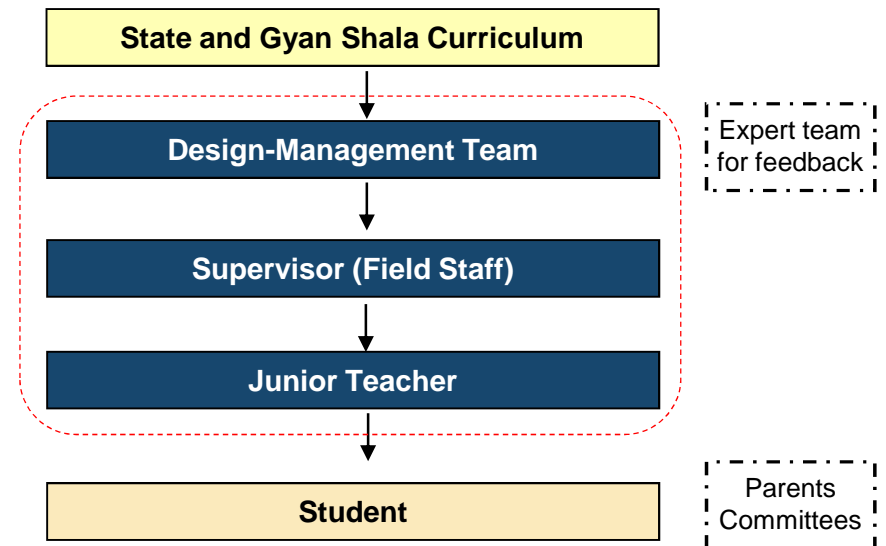 State and Gyan Shala Curriculum
Design-Management Team
Expert team
for feedback
Supervisor (Field Staff)
Junior Teacher
Student
Parents
Committees